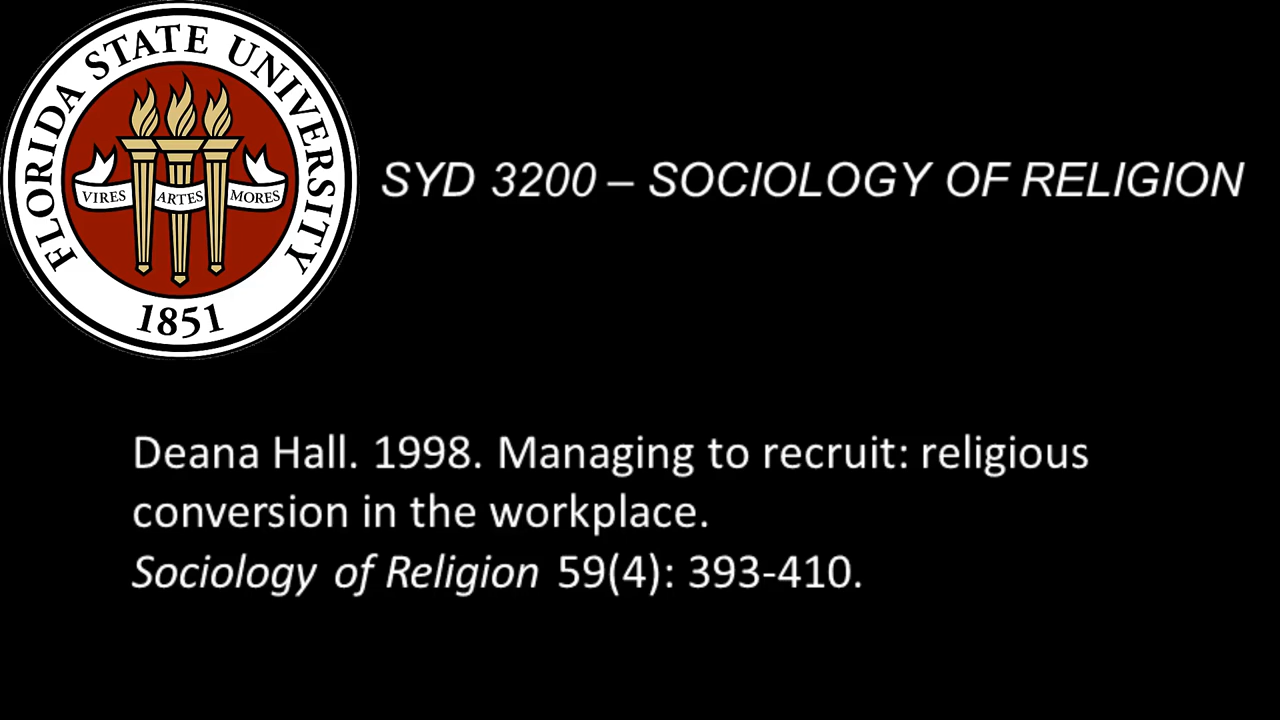 FLORIDA STATE UNIVERSITY
VIRES ARTES MORES
1851
SYD 3200 – SOCIOLOGY OF RELIGION
Deana Hall. 1998. Managing to recruit: religious
conversion in the workplace.
Sociology of Religion 59(4): 393-410.